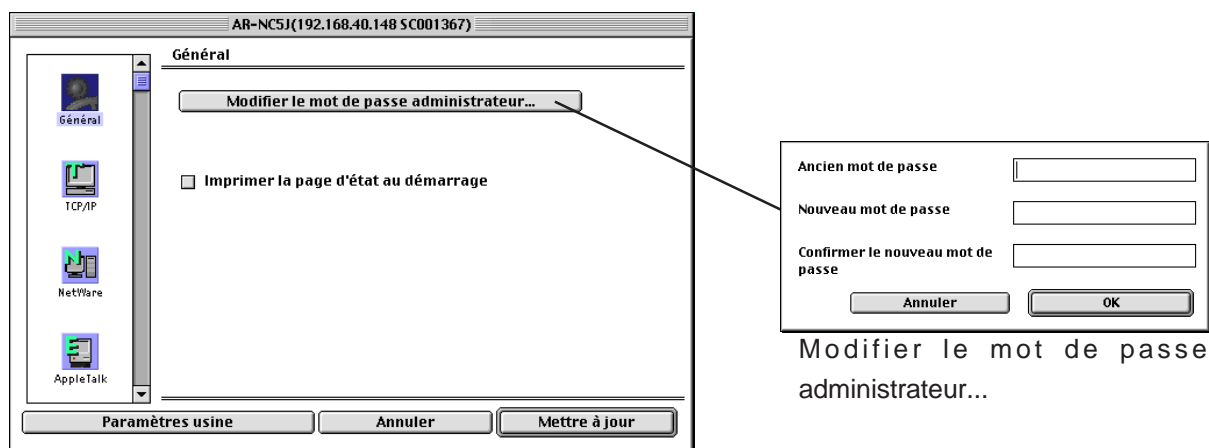 AR-NC5J(192.168.40.148 SC001367)
Général
Général
TCP/IP
NetWare
AppleTalk
Modifier le mot de passe administrateur...
Imprimer la page d'état au démarrage
Paramètres usine
Annuler
Mettre à jour
Ancien mot de passe
Nouveau mot de passe
Confirmer le nouveau mot de
passe
Annuler
OK
Modifier le mot de passe
administrateur...